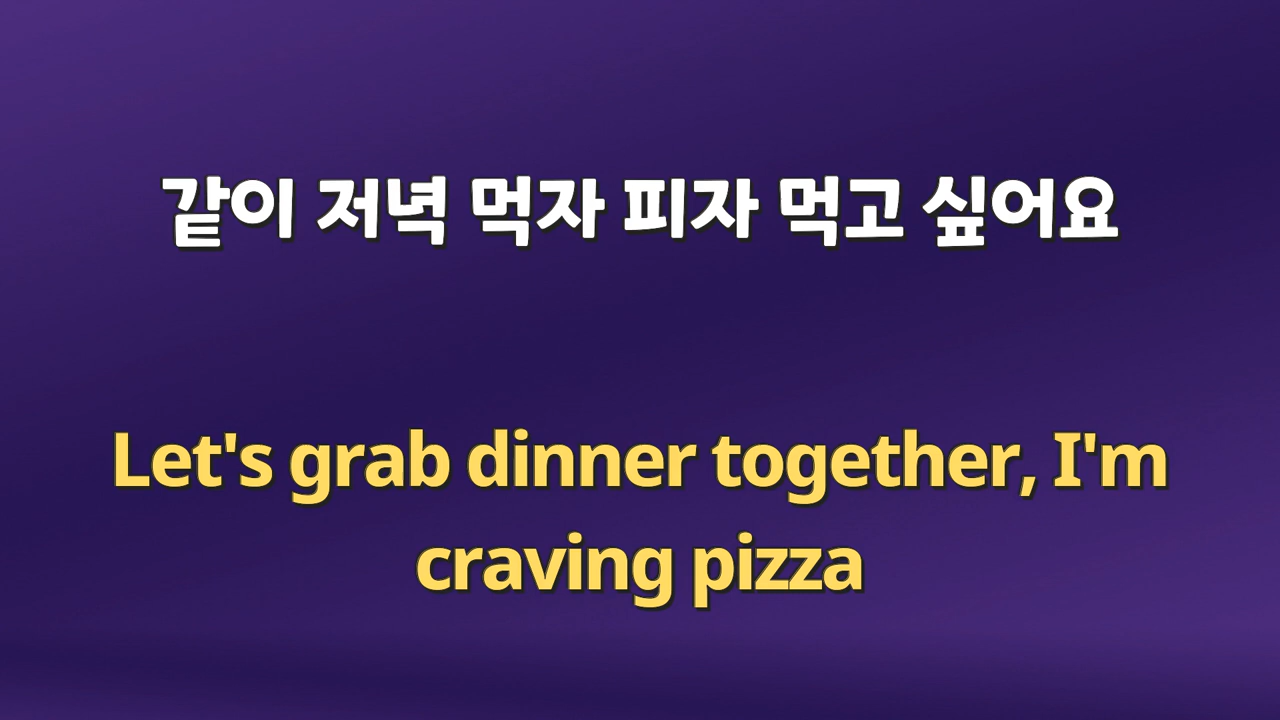 같이 저녁 먹자 피자 먹고 싶어요
Let's grab dinner together, I'm
craving pizza